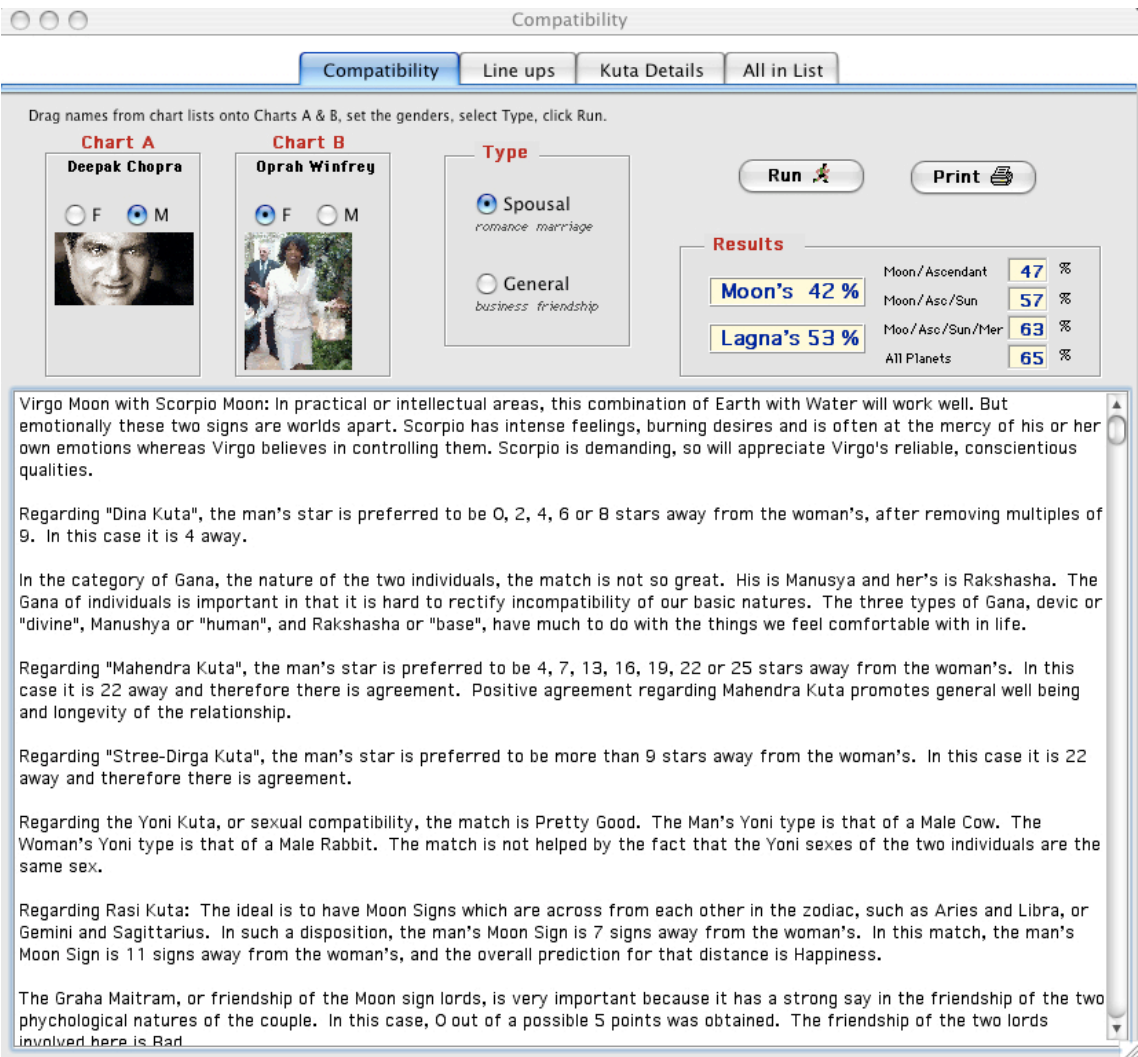 Compatibility
Compatibility
Line ups
Kuta Details
All in List
Drag names from chart lists onto Charts A & B, set the genders, select Type, click Run.
Chart A
Deepak Chopra
F
M
Chart B
Oprah Winfrey
F
M
Type
Spousal
romance marriage
General
business friendship
Run
Print
Results
Moon's 42 %
Lagna's 53 %
Moon/Ascendant 47 %
Moon/Asc/Sun 57 %
Moo/Asc/Sun/Mer 63 %
All Planets 65 %
Virgo Moon with Scorpio Moon: In practical or intellectual areas, this combination of Earth with Water will work well. But
emotionally these two signs are worlds apart. Scorpio has intense feelings, burning desires and is often at the mercy of his or her
own emotions whereas Virgo believes in controlling them. Scorpio is demanding, so will appreciate Virgo's reliable, conscientious
qualities.
Regarding "Dina Kuta", the man's star is preferred to be 0, 2, 4, 6 or 8 stars away from the woman's, after removing multiples of
9. In this case it is 4 away.
In the category of Gana, the nature of the two individuals, the match is not so great. His is Manusya and her's is Rakshasha. The
Gana of individuals is important in that it is hard to rectify incompatibility of our basic natures. The three types of Gana, devic or
"divine", Manushya or "human", and Rakshasha or "base", have much to do with the things we feel comfortable with in life.
Regarding "Mahendra Kuta", the man's star is preferred to be 4, 7, 13, 16, 19, 22 or 25 stars away from the woman's. In this
case it is 22 away and therefore there is agreement. Positive agreement regarding Mahendra Kuta promotes general well being
and longevity of the relationship.
Regarding "Stree-Dirga Kuta", the man's star is preferred to be more than 9 stars away from the woman's. In this case it is 22
away and therefore there is agreement.
Regarding the Yoni Kuta, or sexual compatibility, the match is Pretty Good. The Man's Yoni type is that of a Male Cow. The
Woman's Yoni type is that of a Male Rabbit. The match is not helped by the fact that the Yoni sexes of the two individuals are the
same sex.
Regarding Rasi Kuta: The ideal is to have Moon Signs which are across from each other in the zodiac, such as Aries and Libra, or
Gemini and Sagittarius. In such a disposition, the man's Moon Sign is 7 signs away from the woman's. In this match, the man's
Moon Sign is 11 signs away from the woman's, and the overall prediction for that distance is Happiness.
The Graha Maitram, or friendship of the Moon sign lords, is very important because it has a strong say in the friendship of the two
phychological natures of the couple. In this case, 0 out of a possible 5 points was obtained. The friendship of the two lords
involved here is Bad